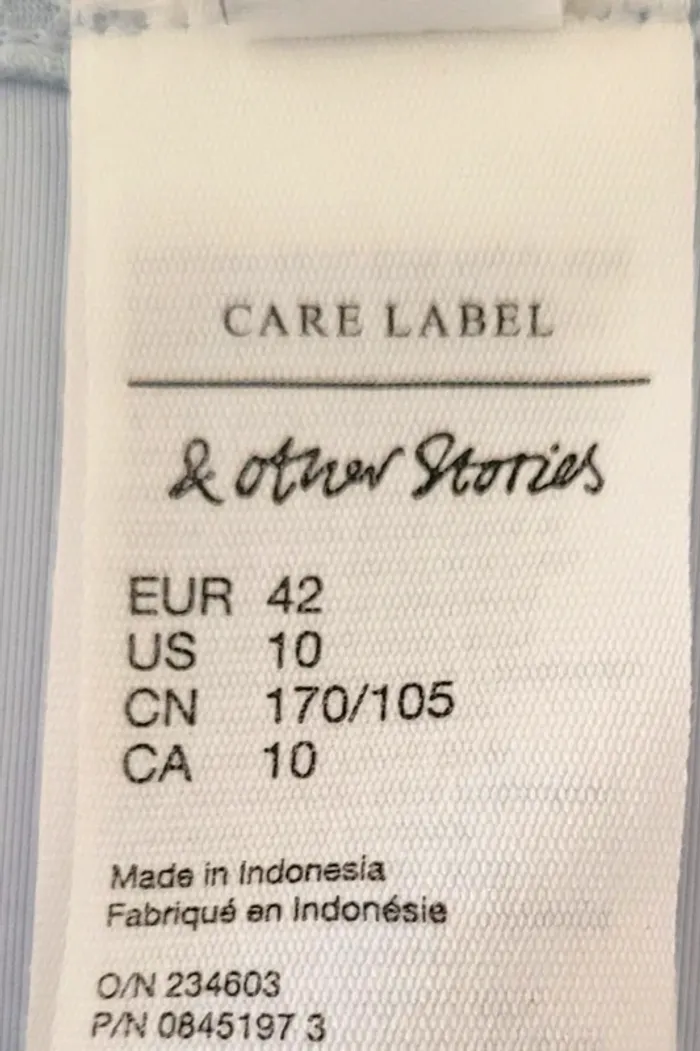 CARE LABEL
& other Stories
EUR 42
US 10
CN 170/105
CA 10
Made in Indonesia
Fabriqué en Indonésie
O/N 234603
P/N 0845197 3